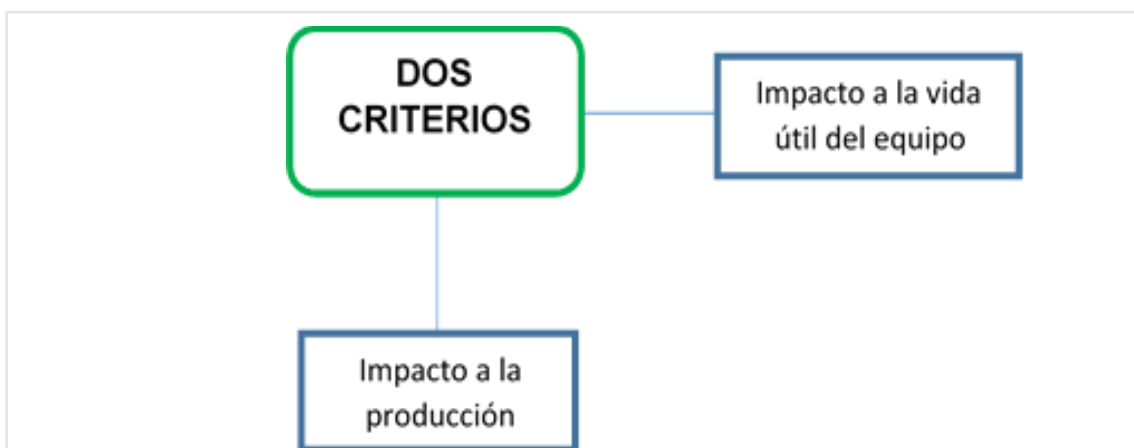 DOS
CRITERIOS
Impacto a la vida
útil del equipo
Impacto a la
producción